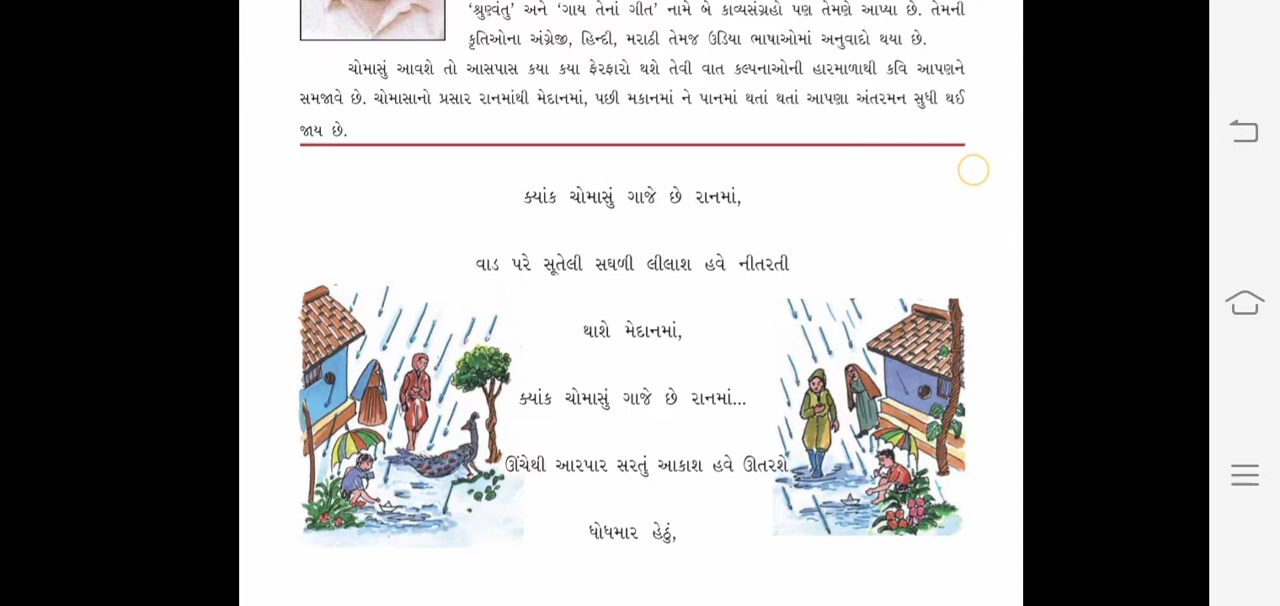 ‘શ્રુણ્વંતુ’ અને ‘ગાય તેનાં ગીત’ નામે બે કાવ્યસંગ્રહો પણ તેમણે આપ્યા છે. તેમની
કૃતિઓના અંગ્રેજી, હિન્દી, મરાઠી તેમજ ઉડિયા ભાષાઓમાં અનુવાદો થયા છે.
ચોમાસું આવશે તો આસપાસ કયા કયા ફેરફારો થશે તેવી વાત કલ્પનાઓની હારમાળાથી કવિ આપણને
સમજાવે છે. ચોમાસાનો પ્રસાર રાનમાંથી મેદાનમાં, પછી મકાનમાં ને પાનમાં થતાં થતાં આપણા અંતરમન સુધી થઈ
જાય છે.
ક્યાંક ચોમાસું ગાજે છે રાનમાં,
વાડ પરે સૂતેલી સઘળી લીલાશ હવે નીતરતી
થાશે મેદાનમાં,
ક્યાંક ચોમાસું ગાજે છે રાનમાં...
ઊંચેથી આરપાર સરતું આકાશ હવે ઊતરશે
ધોધમાર હેઠું,